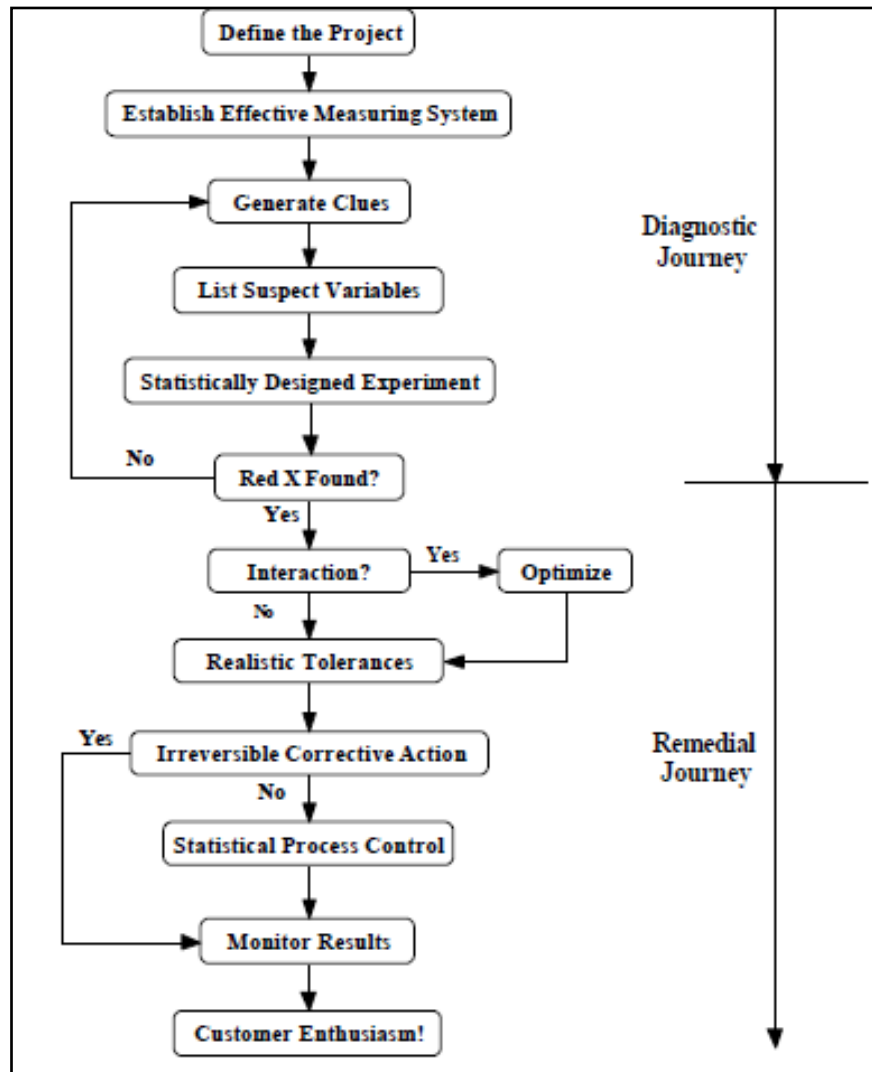 Define the Project
Establish Effective Measuring System
Generate Clues
Diagnostic
Journey
List Suspect Variables
Statistically Designed Experiment
No
Red X Found?
Yes
Interaction?
Yes
Optimize
No
Realistic Tolerances
Yes
Irreversible Corrective Action
Remedial
Journey
No
Statistical Process Control
Monitor Results
Customer Enthusiasm!